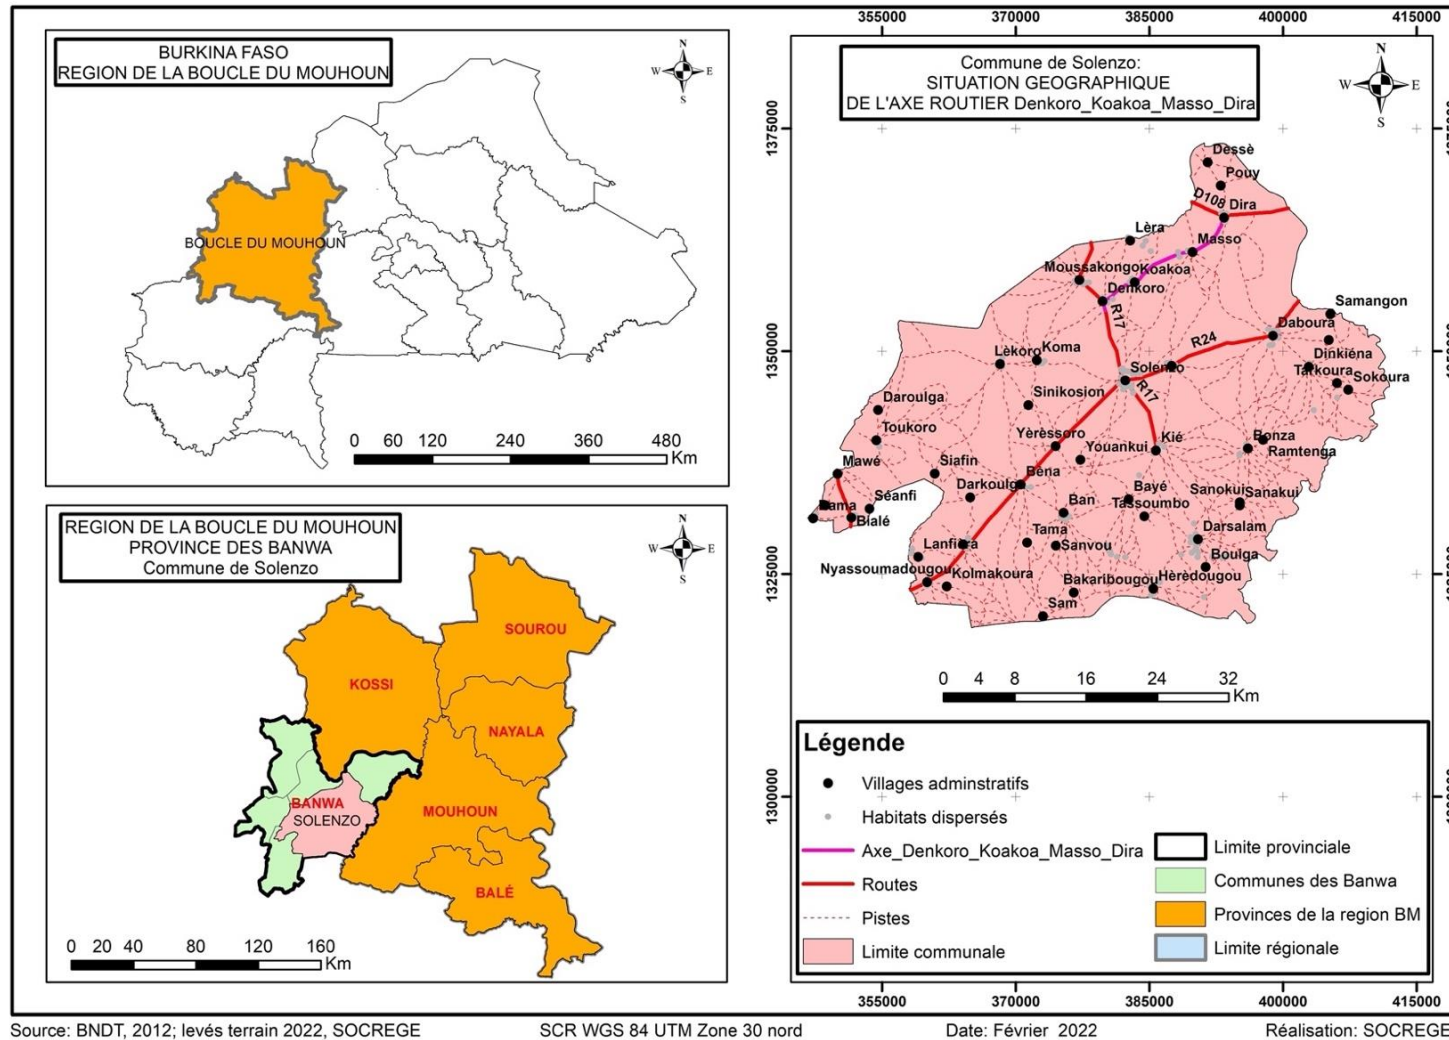 BURKINA FASO
REGION DE LA BOUCLE DU MOUHOUN
N
W E
S
BOUCLE DU MOUHOUN
0 60 120 240 360 480
Km
REGION DE LA BOUCLE DU MOUHOUN
PROVINCE DES BANWA
Commune de Solenzo
N
W E
S
SOUROU
KOSSI
NAYALA
BANWA
SOLENZO
MOUHOUN
BALÉ
0 40 80 120 160
Km
355000 370000 385000 400000 415000
Commune de Solenzo:
SITUATION GEOGRAPHIQUE
DE L'AXE ROUTIER Denkoro_Koakoa_Masso_Dira
N
W E
S
1375000
1350000
1325000
1300000
Dessè
Pouy
D108 Dira
Lèra
Masso
Moussakongo Koakoa
Denkoro
R17
Samangon
Daboura
R24
Dinkiéna
Lèkoro Koma
Solenzo
Tarkoura
Sokoura
R17
Sinikosion
Daroulga
Toukoro
Yèrèssoro
Youankui
Kié
Bonza
Ramtenga
Mawé
Siafin
Béna
Darkoulga
Bayé
Sanokui
Sanakui
Séanfi
Ban
Tassoumbo
Bialé
Tama
Sanvou
Darsalam
Lanfiéra
Boulga
Nyassoumadougou
Kolmakoura
Bakaribougou
Hèrèdougou
Sam
0 4 8 16 24 32
Km
Légende
Villages adminstratifs
Habitats dispersés
Axe_Denkoro_Koakoa_Masso_Dira
Routes
Pistes
Limite communale
Limite provinciale
Communes des Banwa
Provinces de la region BM
Limite régionale
355000 370000 385000 400000 415000
Source: BNDT, 2012; levés terrain 2022, SOCREGE SCR WGS 84 UTM Zone 30 nord Date: Février 2022 Réalisation: SOCREGE